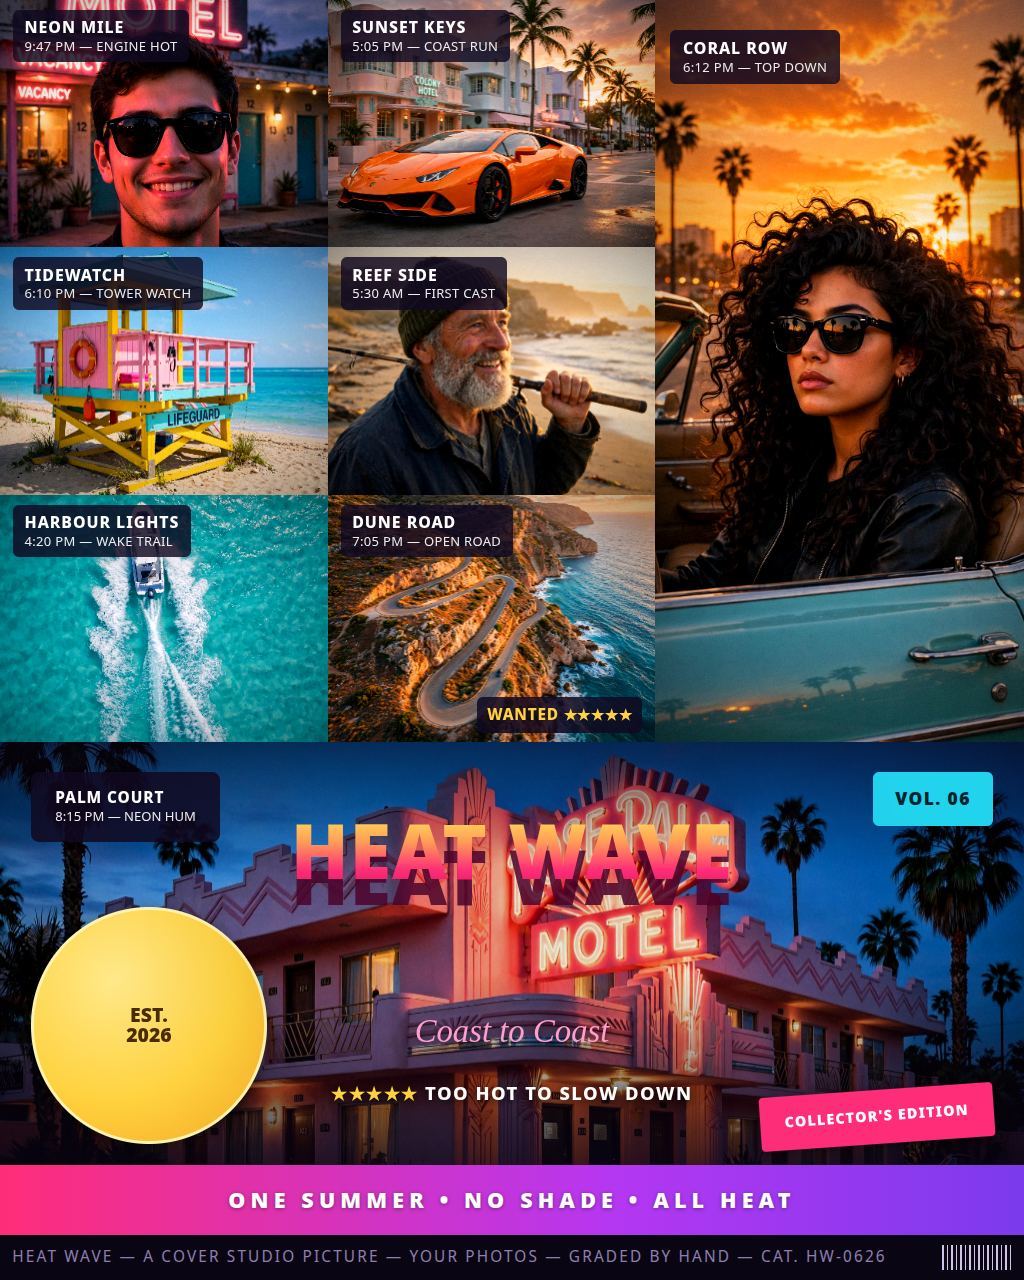 MOTEL
NEON MILE
9:47 PM — ENGINE HOT
VACANCY
VACANCY
12
13
13
SUNSET KEYS
5:05 PM — COAST RUN
COLONY
HOTEL
CORAL ROW
6:12 PM — TOP DOWN
TIDEWATCH
6:10 PM — TOWER WATCH
LIFEGUARD
REEF SIDE
5:30 AM — FIRST CAST
HARBOUR LIGHTS
4:20 PM — WAKE TRAIL
DUNE ROAD
7:05 PM — OPEN ROAD
WANTED ★★★★★
PALM COURT
8:15 PM — NEON HUM
VOL. 06
HEAT WAVE
MOTEL
EST.
2026
Coast to Coast
★★★★★ TOO HOT TO SLOW DOWN
COLLECTOR'S EDITION
ONE SUMMER • NO SHADE • ALL HEAT
HEAT WAVE — A COVER STUDIO PICTURE — YOUR PHOTOS — GRADED BY HAND — CAT. HW-0626